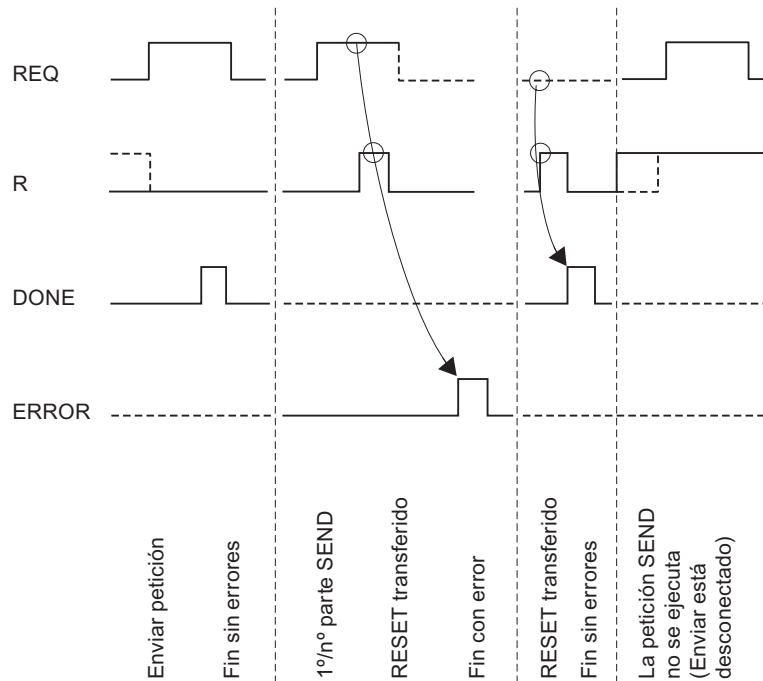 REQ
R
DONE
ERROR
Enviar petición
Fin sin errores
1º/nº parte SEND
RESET transferido
Fin con error
RESET transferido
Fin sin errores
La petición SEND
no se ejecuta
(Enviar está
desconectado)